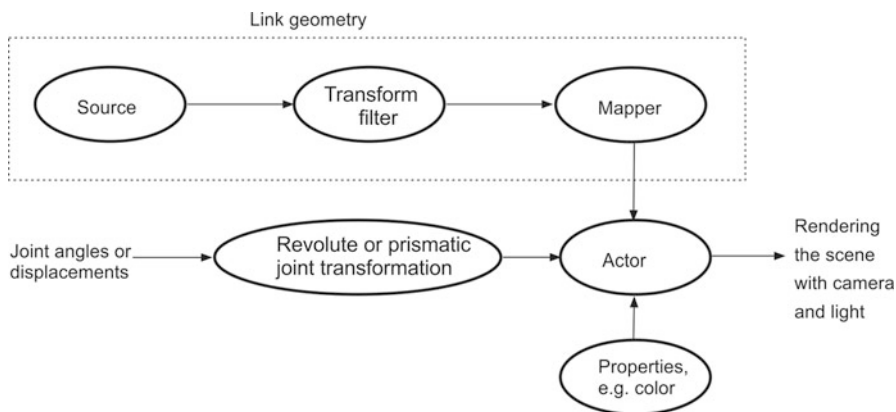 Link geometry
Source
Transform
filter
Mapper
Joint angles or
displacements
Revolute or prismatic
joint transformation
Actor
Rendering
the scene
with camera
and light
Properties,
e.g. color